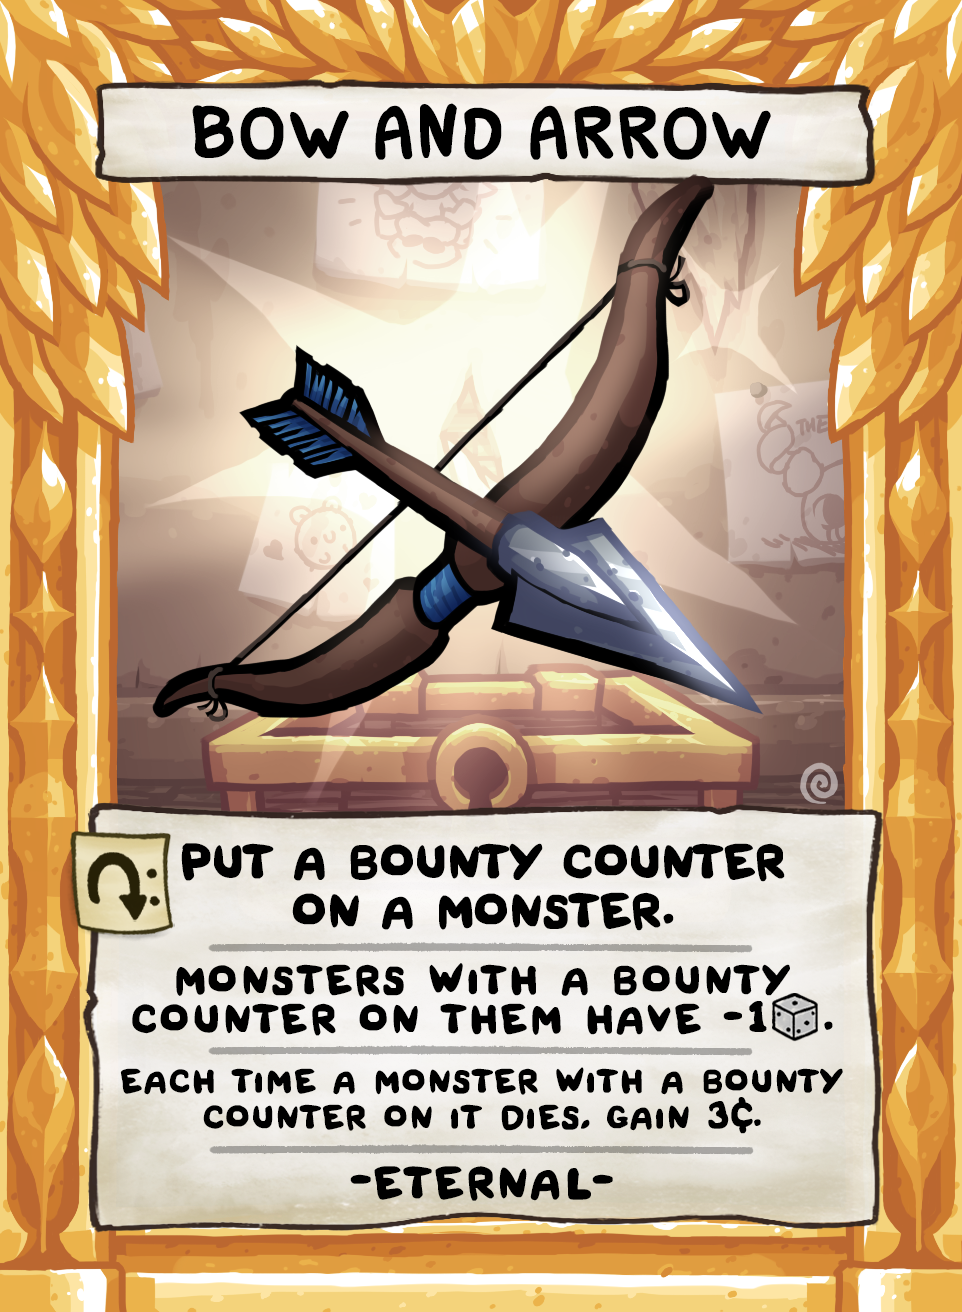 BOW AND ARROW
THE
PUT A BOUNTY COUNTER
ON A MONSTER.
MONSTERS WITH A BOUNTY
COUNTER ON THEM HAVE -1🎲.
EACH TIME A MONSTER WITH A BOUNTY
COUNTER ON IT DIES, GAIN 3¢.
-ETERNAL-